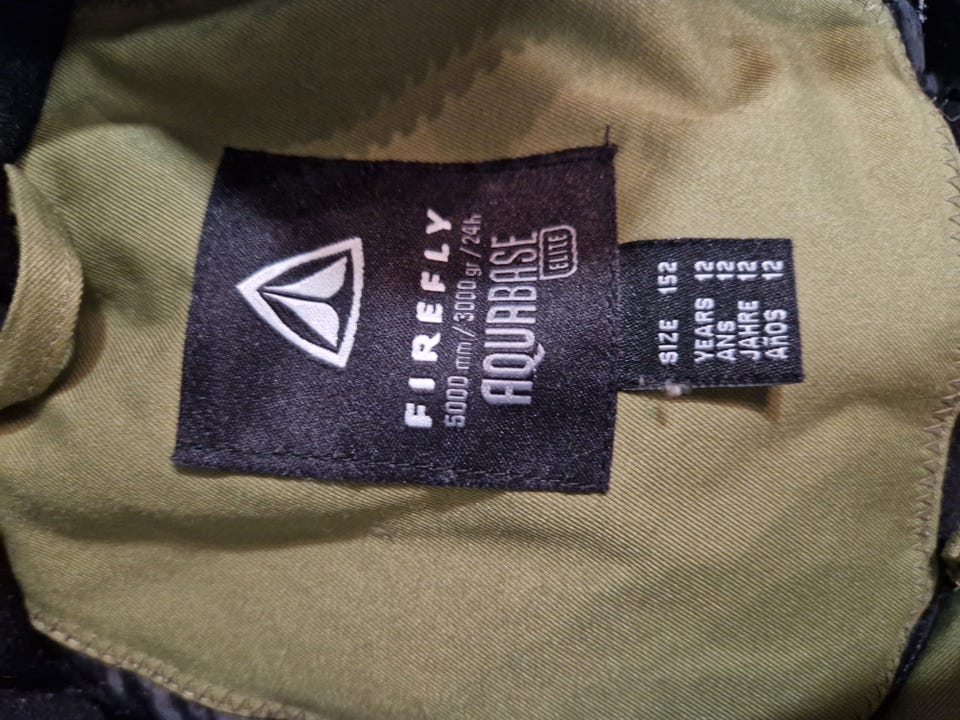 FIREFLY
5000 mm / 3000 gr / 24h
AQUABASE
ELITE
SIZE 152
YEARS 12
ANS 12
JAHRE 12
AÑOS 12